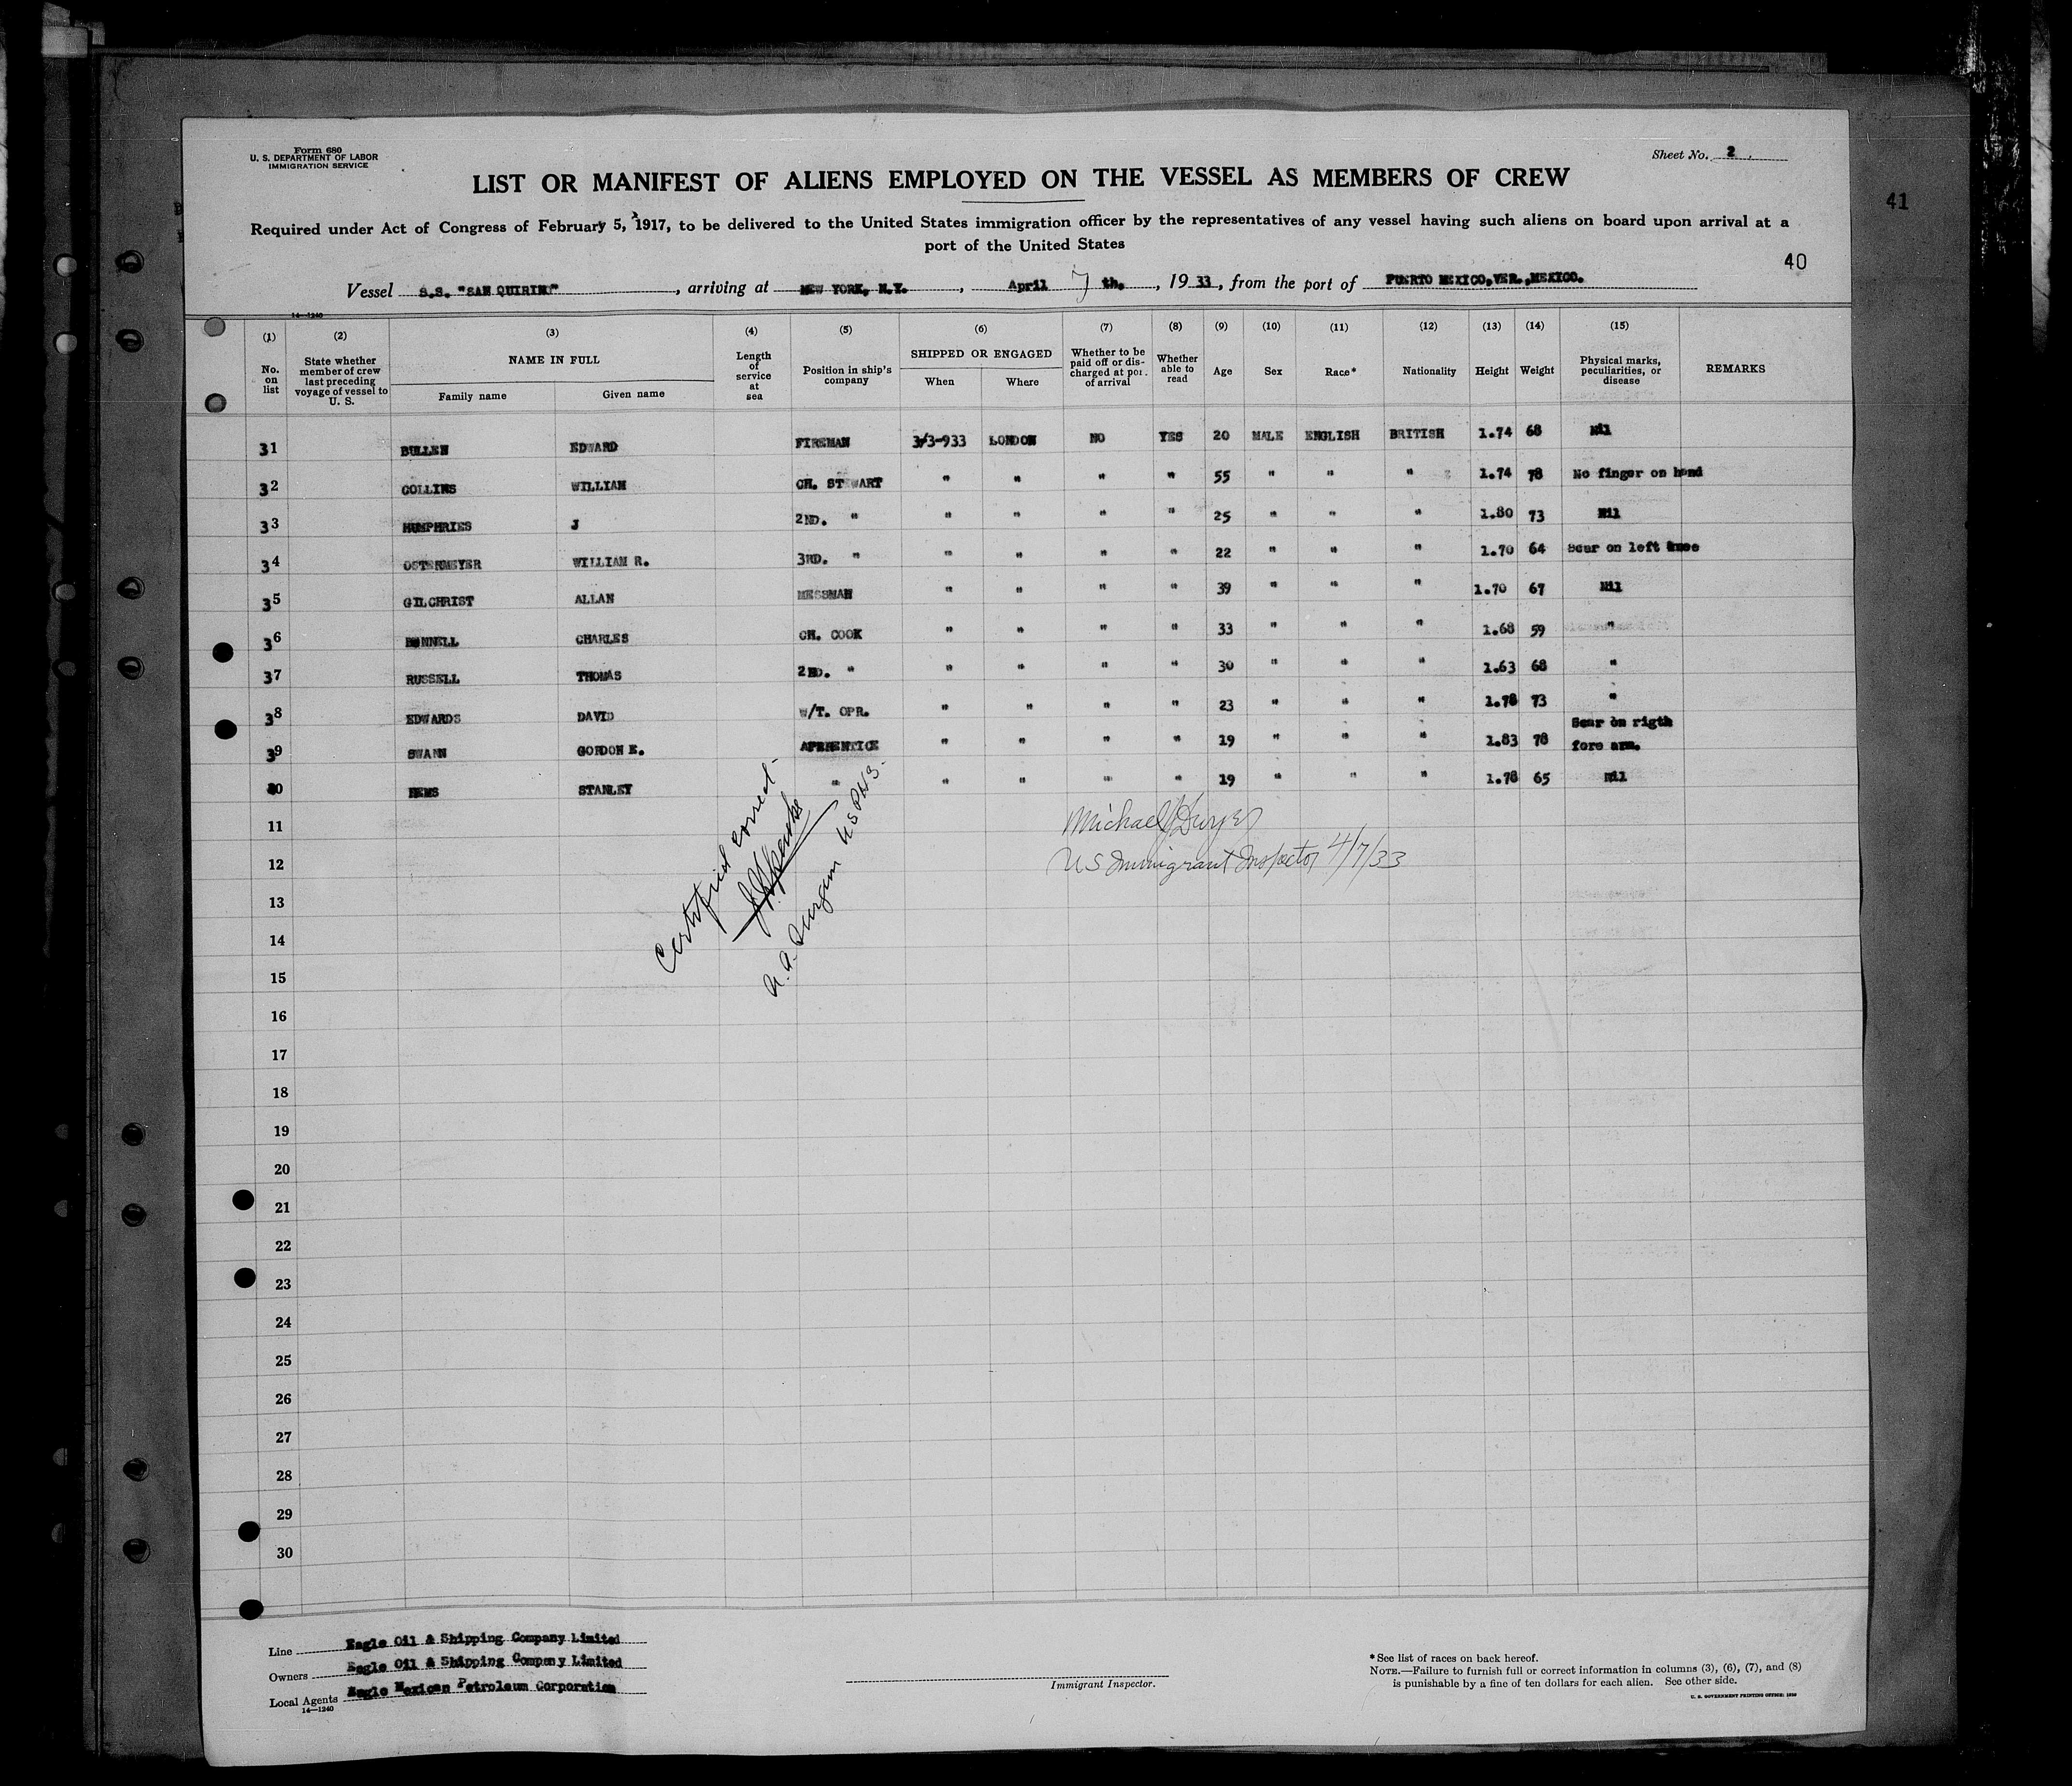 Form 680
U. S. DEPARTMENT OF LABOR
IMMIGRATION SERVICE
Sheet No. 2
LIST OR MANIFEST OF ALIENS EMPLOYED ON THE VESSEL AS MEMBERS OF CREW
41
Required under Act of Congress of February 5, 1917, to be delivered to the United States immigration officer by the representatives of any vessel having such aliens on board upon arrival at a
port of the United States
40
Vessel S.S. "SAN QUIRINO", arriving at NEW YORK, N.Y., April 7 th., 1933, from the port of PUERTO MEXICO,VER.,MEXICO.
14—1240
(1) (2) (3) (4) (5) (6) (7) (8) (9) (10) (11) (12) (13) (14) (15)
No. on list State whether member of crew last preceding voyage of vessel to U. S. NAME IN FULL Family name Given name Length of service at sea Position in ship's company SHIPPED OR ENGAGED When Where Whether to be paid off or discharged at port of arrival Whether able to read Age Sex Race* Nationality Height Weight Physical marks, peculiarities, or disease REMARKS
31 BULLEN EDWARD FIREMAN 3/3-933 LONDON NO YES 20 MALE ENGLISH BRITISH 1.74 68 Nil
32 COLLINS WILLIAM CH. STEWART " " " " 55 " " " 1.74 78 No finger on hand
33 HUMPHRIES J 2ND. " " " " " 25 " " " 1.80 73 Nil
34 OSTERMEYER WILLIAM R. 3RD. " " " " " 22 " " " 1.70 64 Scar on left knee
35 GILCHRIST ALLAN MESSMAN " " " " 39 " " " 1.70 67 Nil
36 CHARLES CH. COOK " " " " 33 " " " 1.68 59 "
37 RUSSELL THOMAS 2ND. " " " " " 30 " " " 1.63 68 "
38 EDWARDS DAVID W/T. OPR. " " " " 23 " " " 1.78 73 "
39 SWANN GORDON E. APRENTICE " " " " 19 " " " 1.83 78 Scar on rigth fore arm.
40 STANLEY " " " " " 19 " " " 1.78 65 Nil
11
12
13
14
15
16
17
18
19
20
21
22
23
24
25
26
27
28
29
30
Certified correct-
A. A. Surgeon U.S.P.H.S.
Michael J Dwyer
US Immigrant Inspector 4/7/33
Line Eagle Oil & Shipping Company Limited
Owners Eagle Oil & Shipping Company Limited
Local Agents Eagle Mexican Petroleum Corporation
14—1240
Immigrant Inspector.
* See list of races on back hereof.
NOTE.—Failure to furnish full or correct information in columns (3), (6), (7), and (8)
is punishable by a fine of ten dollars for each alien. See other side.